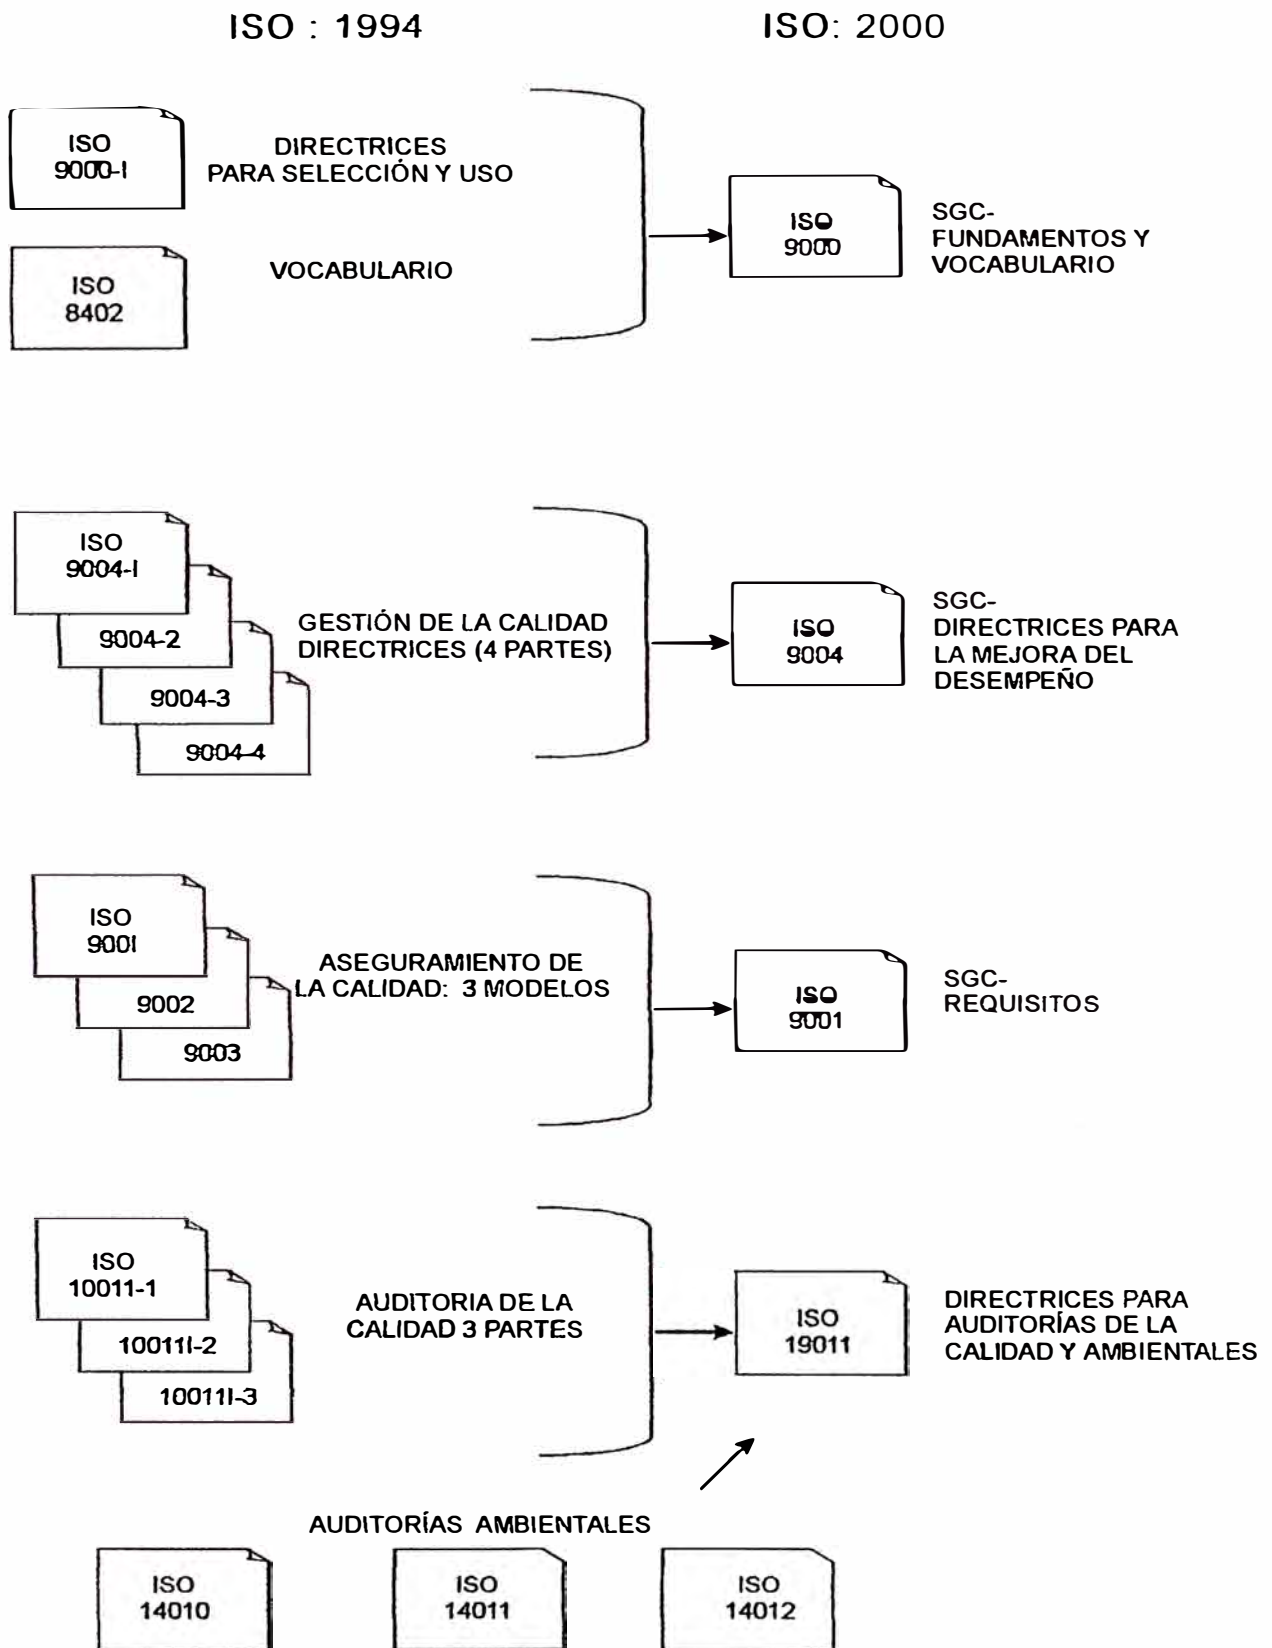 ISO : 1994
ISO: 2000
ISO
9000-I
DIRECTRICES
PARA SELECCIÓN Y USO
ISO
8402
VOCABULARIO
ISO
9000
SGC-
FUNDAMENTOS Y
VOCABULARIO
ISO
9004-I
9004-2
9004-3
9004-4
GESTIÓN DE LA CALIDAD
DIRECTRICES (4 PARTES)
ISO
9004
SGC-
DIRECTRICES PARA
LA MEJORA DEL
DESEMPEÑO
ISO
900I
9002
9003
ASEGURAMIENTO DE
LA CALIDAD: 3 MODELOS
ISO
9001
SGC-
REQUISITOS
ISO
10011-1
10011I-2
10011I-3
AUDITORIA DE LA
CALIDAD 3 PARTES
ISO
19011
DIRECTRICES PARA
AUDITORÍAS DE LA
CALIDAD Y AMBIENTALES
AUDITORÍAS AMBIENTALES
ISO
14010
ISO
14011
ISO
14012